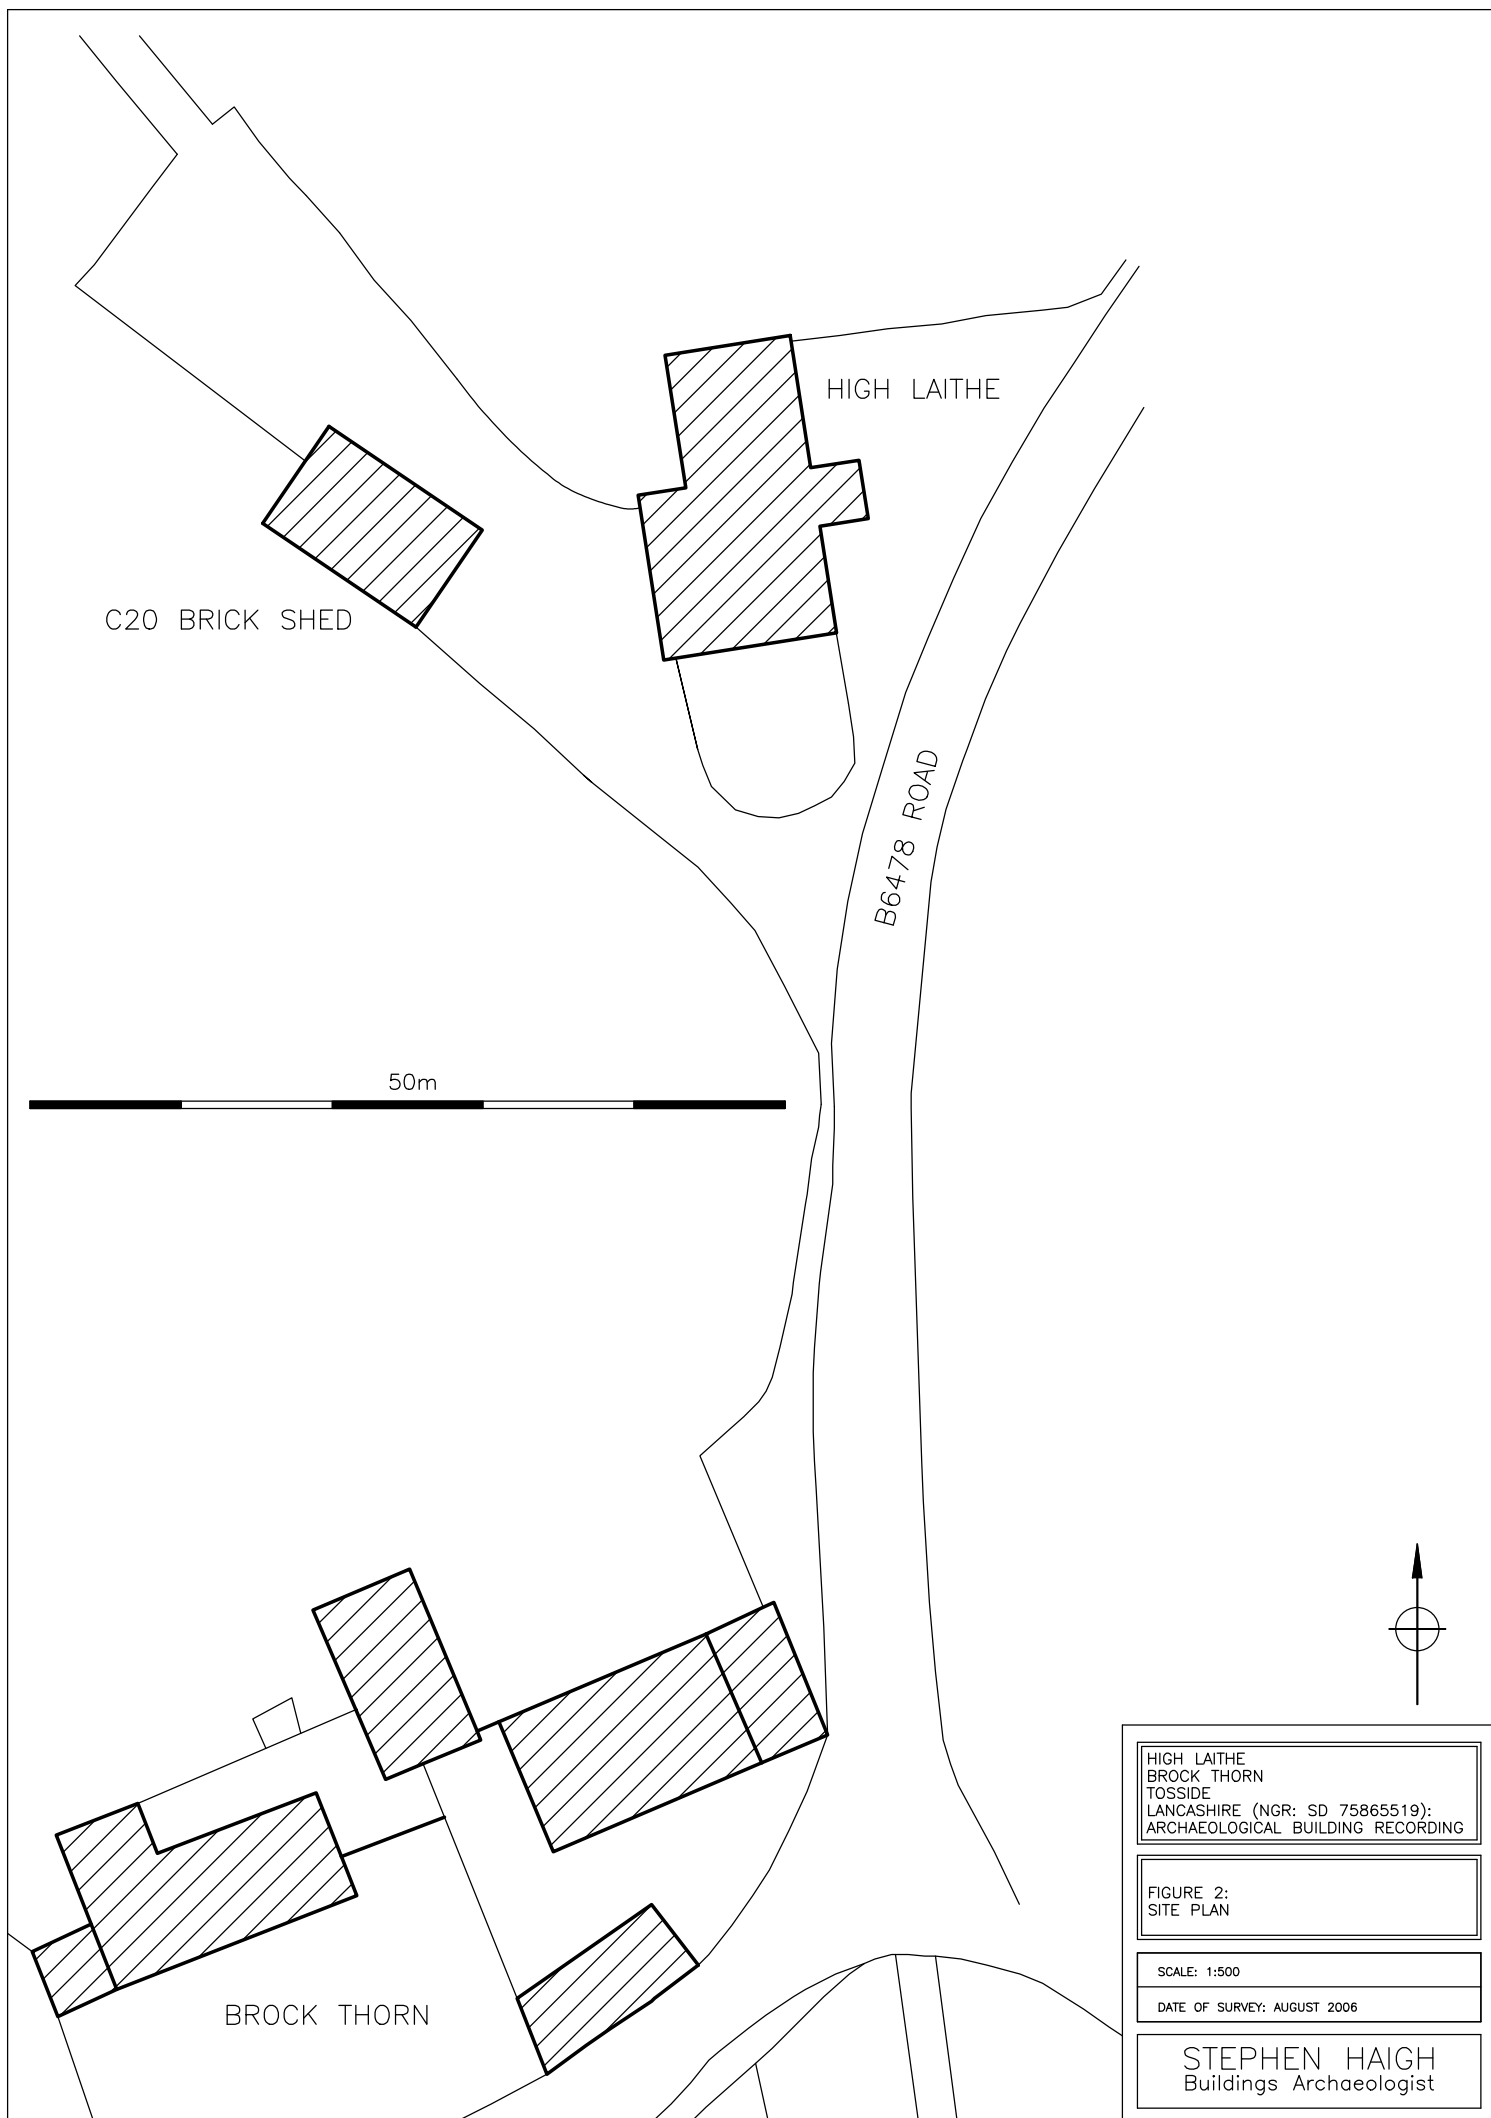 HIGH LAITHE
C20 BRICK SHED
B6478 ROAD
50m
BROCK THORN
HIGH LAITHE
BROCK THORN
TOSSIDE
LANCASHIRE (NGR: SD 75865519):
ARCHAEOLOGICAL BUILDING RECORDING
FIGURE 2:
SITE PLAN
SCALE: 1:500
DATE OF SURVEY: AUGUST 2006
STEPHEN HAIGH
Buildings Archaeologist